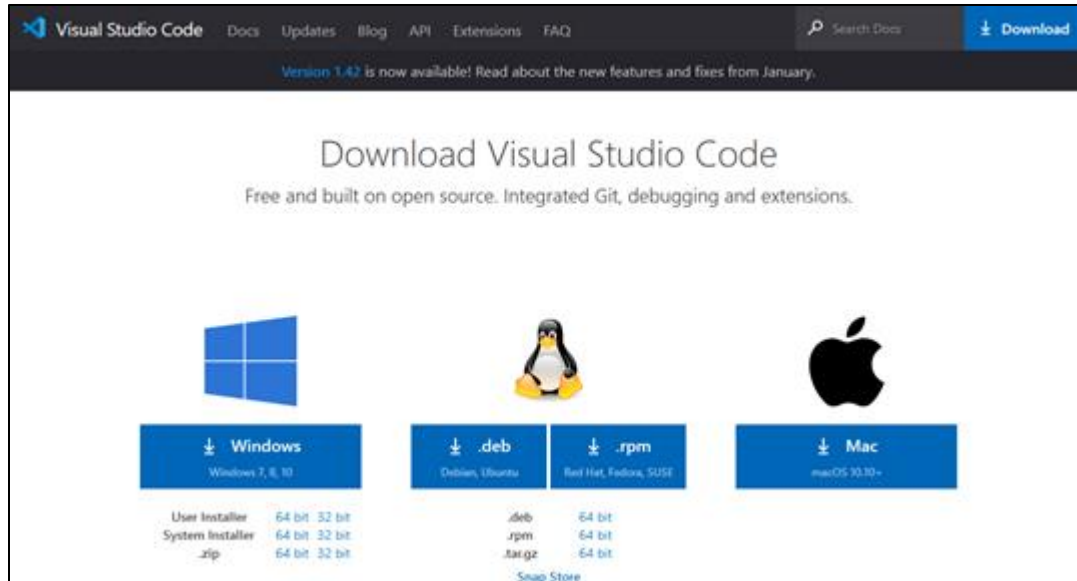 Visual Studio Code Docs Updates Blog API Extensions FAQ Search Docs Download
Version 1.42 is now available! Read about the new features and fixes from January.
Download Visual Studio Code
Free and built on open source. Integrated Git, debugging and extensions.
Windows
Windows 7, 8, 10
.deb
Debian, Ubuntu
.rpm
Red Hat, Fedora, SUSE
Mac
macOS 10.10+
User Installer 64 bit 32 bit
System Installer 64 bit 32 bit
.zip 64 bit 32 bit
.deb 64 bit
.rpm 64 bit
.tar.gz 64 bit
Snap Store